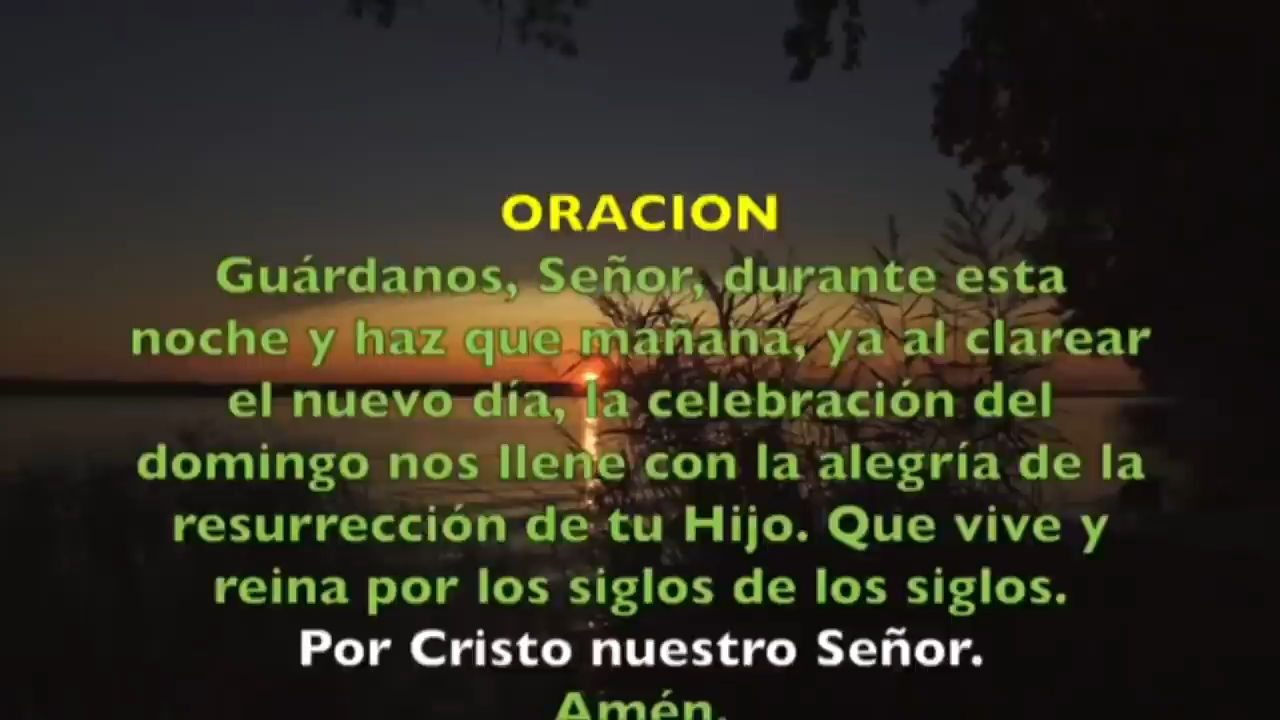 ORACION
Guárdanos, Señor, durante esta
noche y haz que mañana, ya al clarear
el nuevo día, la celebración del
domingo nos llene con la alegría de la
resurrección de tu Hijo. Que vive y
reina por los siglos de los siglos.
Por Cristo nuestro Señor.
Amén.